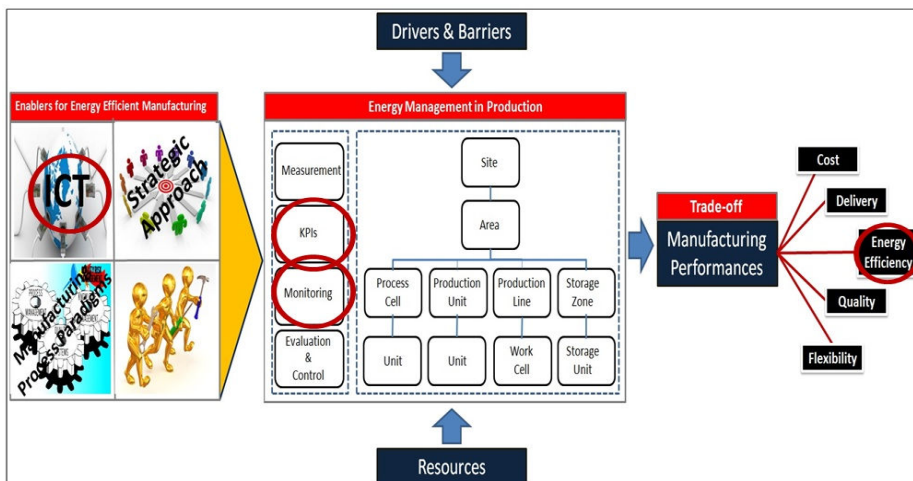 Drivers & Barriers
Enablers for Energy Efficient Manufacturing
ICT
Strategic
Approach
Manufacturing
Process Paradigms
Energy Management in Production
Measurement
KPIs
Monitoring
Evaluation
&
Control
Site
Area
Process
Cell
Production
Unit
Production
Line
Storage
Zone
Unit
Unit
Work
Cell
Storage
Unit
Trade-off
Manufacturing
Performances
Cost
Delivery
Energy
Efficiency
Quality
Flexibility
Resources